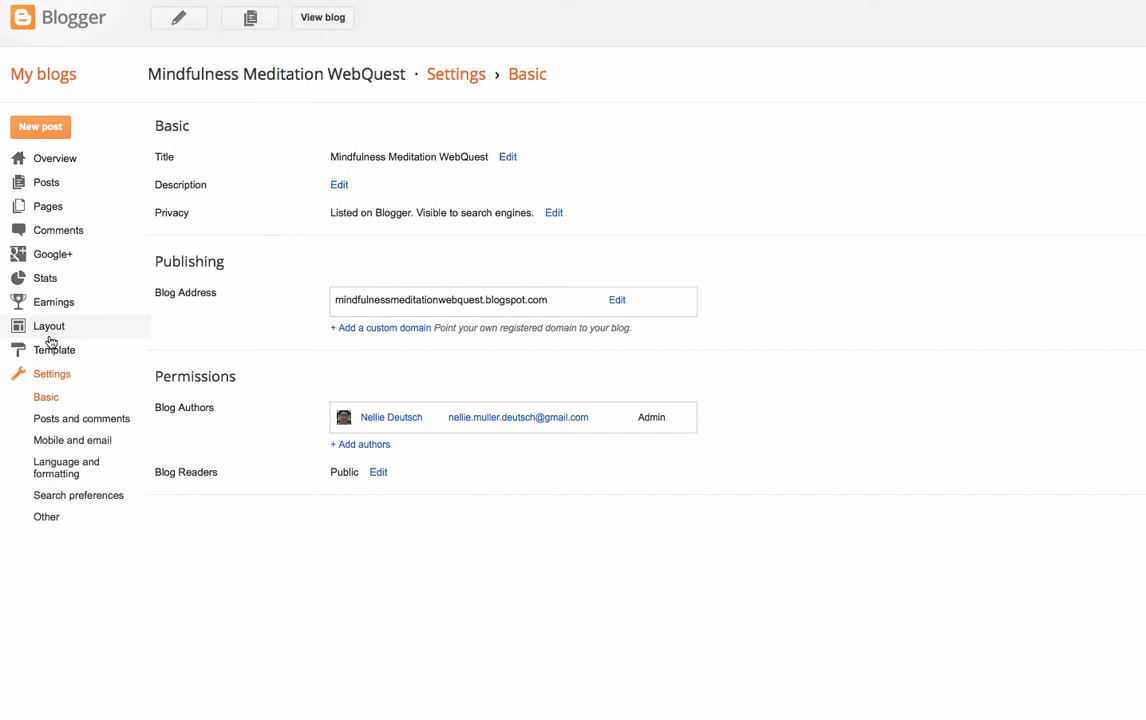 Blogger
View blog
My blogs
Mindfulness Meditation WebQuest · Settings › Basic
New post
Overview
Posts
Pages
Comments
Google+
Stats
Earnings
Layout
Template
Settings
Basic
Posts and comments
Mobile and email
Language and
formatting
Search preferences
Other
Basic
Title Mindfulness Meditation WebQuest Edit
Description Edit
Privacy Listed on Blogger. Visible to search engines. Edit
Publishing
Blog Address mindfulnessmeditationwebquest.blogspot.com Edit
+ Add a custom domain Point your own registered domain to your blog.
Permissions
Blog Authors Nellie Deutsch nellie.muller.deutsch@gmail.com Admin
+ Add authors
Blog Readers Public Edit